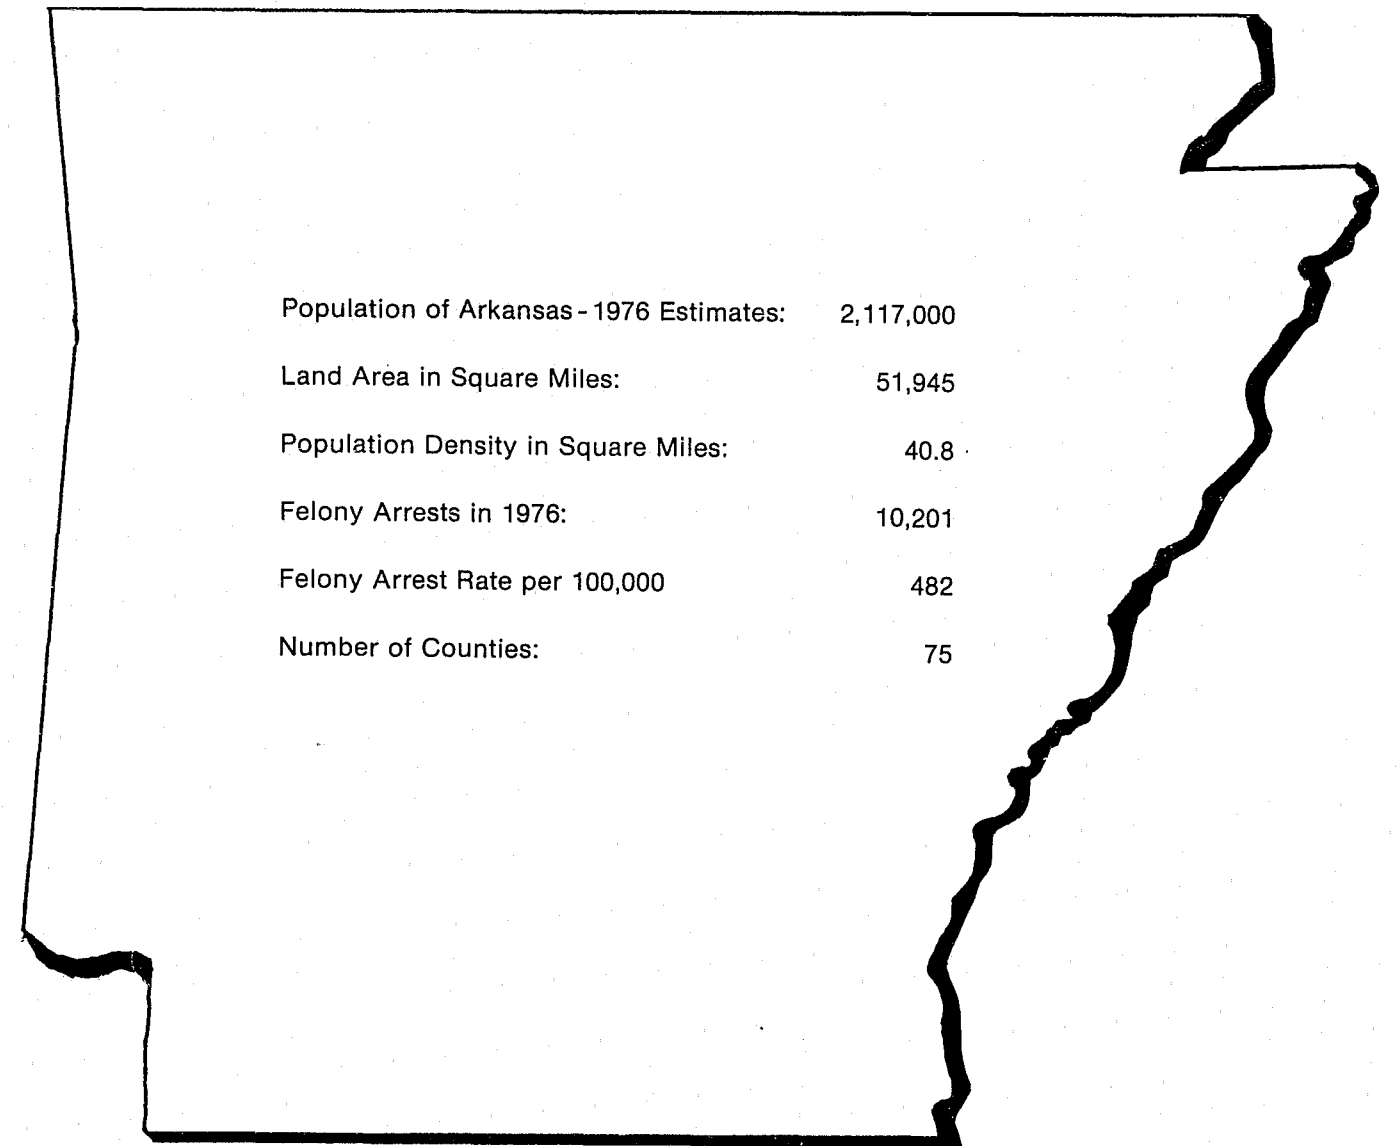 Population of Arkansas - 1976 Estimates: 2,117,000
Land Area in Square Miles: 51,945
Population Density in Square Miles: 40.8
Felony Arrests in 1976: 10,201
Felony Arrest Rate per 100,000 482
Number of Counties: 75